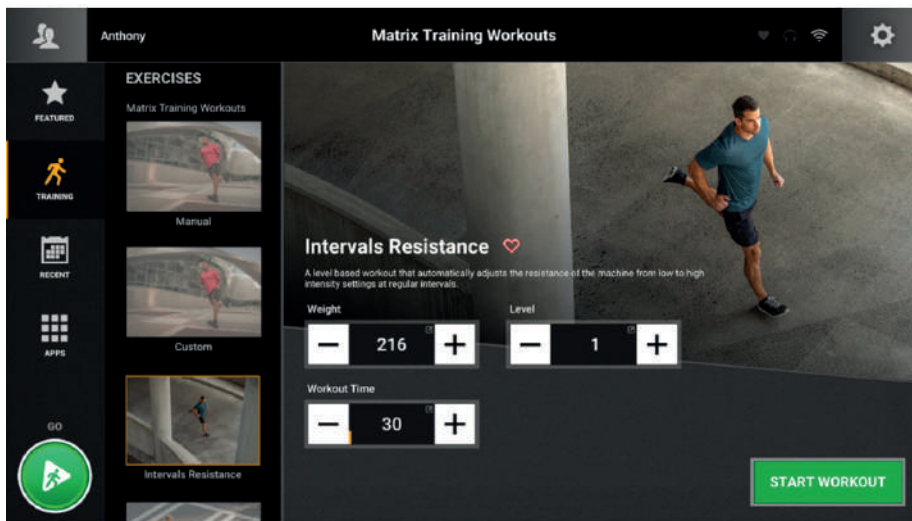 Anthony
Matrix Training Workouts
FEATURED
TRAINING
RECENT
APPS
GO
EXERCISES
Matrix Training Workouts
Manual
Custom
Intervals Resistance
Intervals Resistance
A level based workout that automatically adjusts the resistance of the machine from low to high
intensity settings at regular intervals.
Weight
Level
− 216 +
− 1 +
Workout Time
− 30 +
START WORKOUT